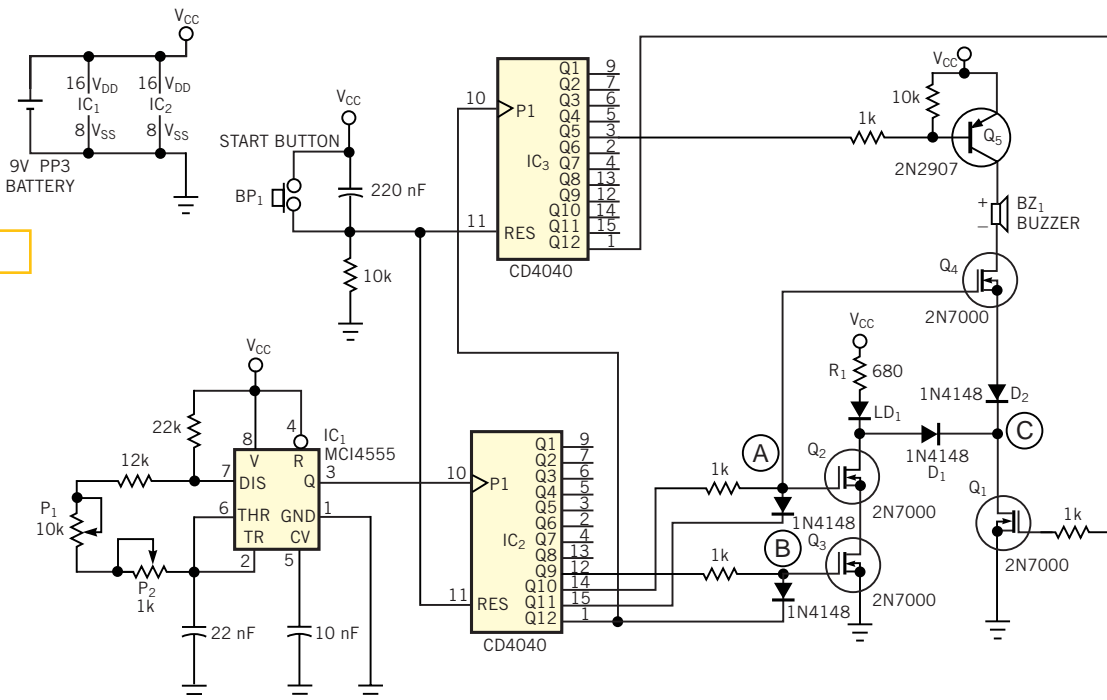 VCC
16 VDD
IC1
8 VSS
16 VDD
IC2
8 VSS
9V PP3
BATTERY
VCC
START BUTTON
BP1
220 nF
10k
10
P1
11
RES
IC3
Q1 9
Q2 7
Q3 6
Q4 5
Q5 3
Q6 2
Q7 4
Q8 13
Q9 12
Q10 14
Q11 15
Q12 1
CD4040
VCC
10k
1k
Q5
2N2907
+
–
BZ1
BUZZER
Q4
2N7000
VCC
R1 680
LD1
1N4148 D2
C
1N4148
D1
Q1
1k
2N7000
VCC
22k
12k
P1
10k
P2
1k
8
V
4
R
IC1
MCI4555
7
DIS
Q
3
6
THR
GND
1
TR
CV
2
5
22 nF
10 nF
10
P1
11
RES
IC2
Q1 9
Q2 7
Q3 6
Q4 5
Q5 3
Q6 2
Q7 4
Q8 13
Q9 12
Q10 14
Q11 15
Q12 1
CD4040
1k
A
Q2
1N4148
2N7000
1k
B
Q3
1N4148
2N7000